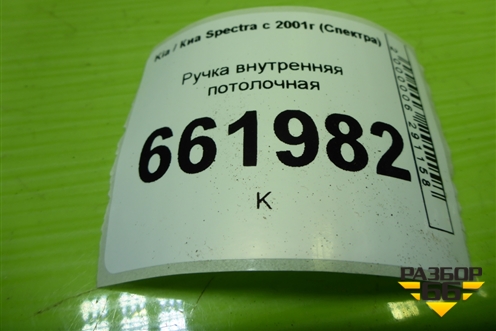 Kia / Киа Spectra с 2001г (Спектра)
Ручка внутренняя
потолочная
661982
К
РАЗБОР
66